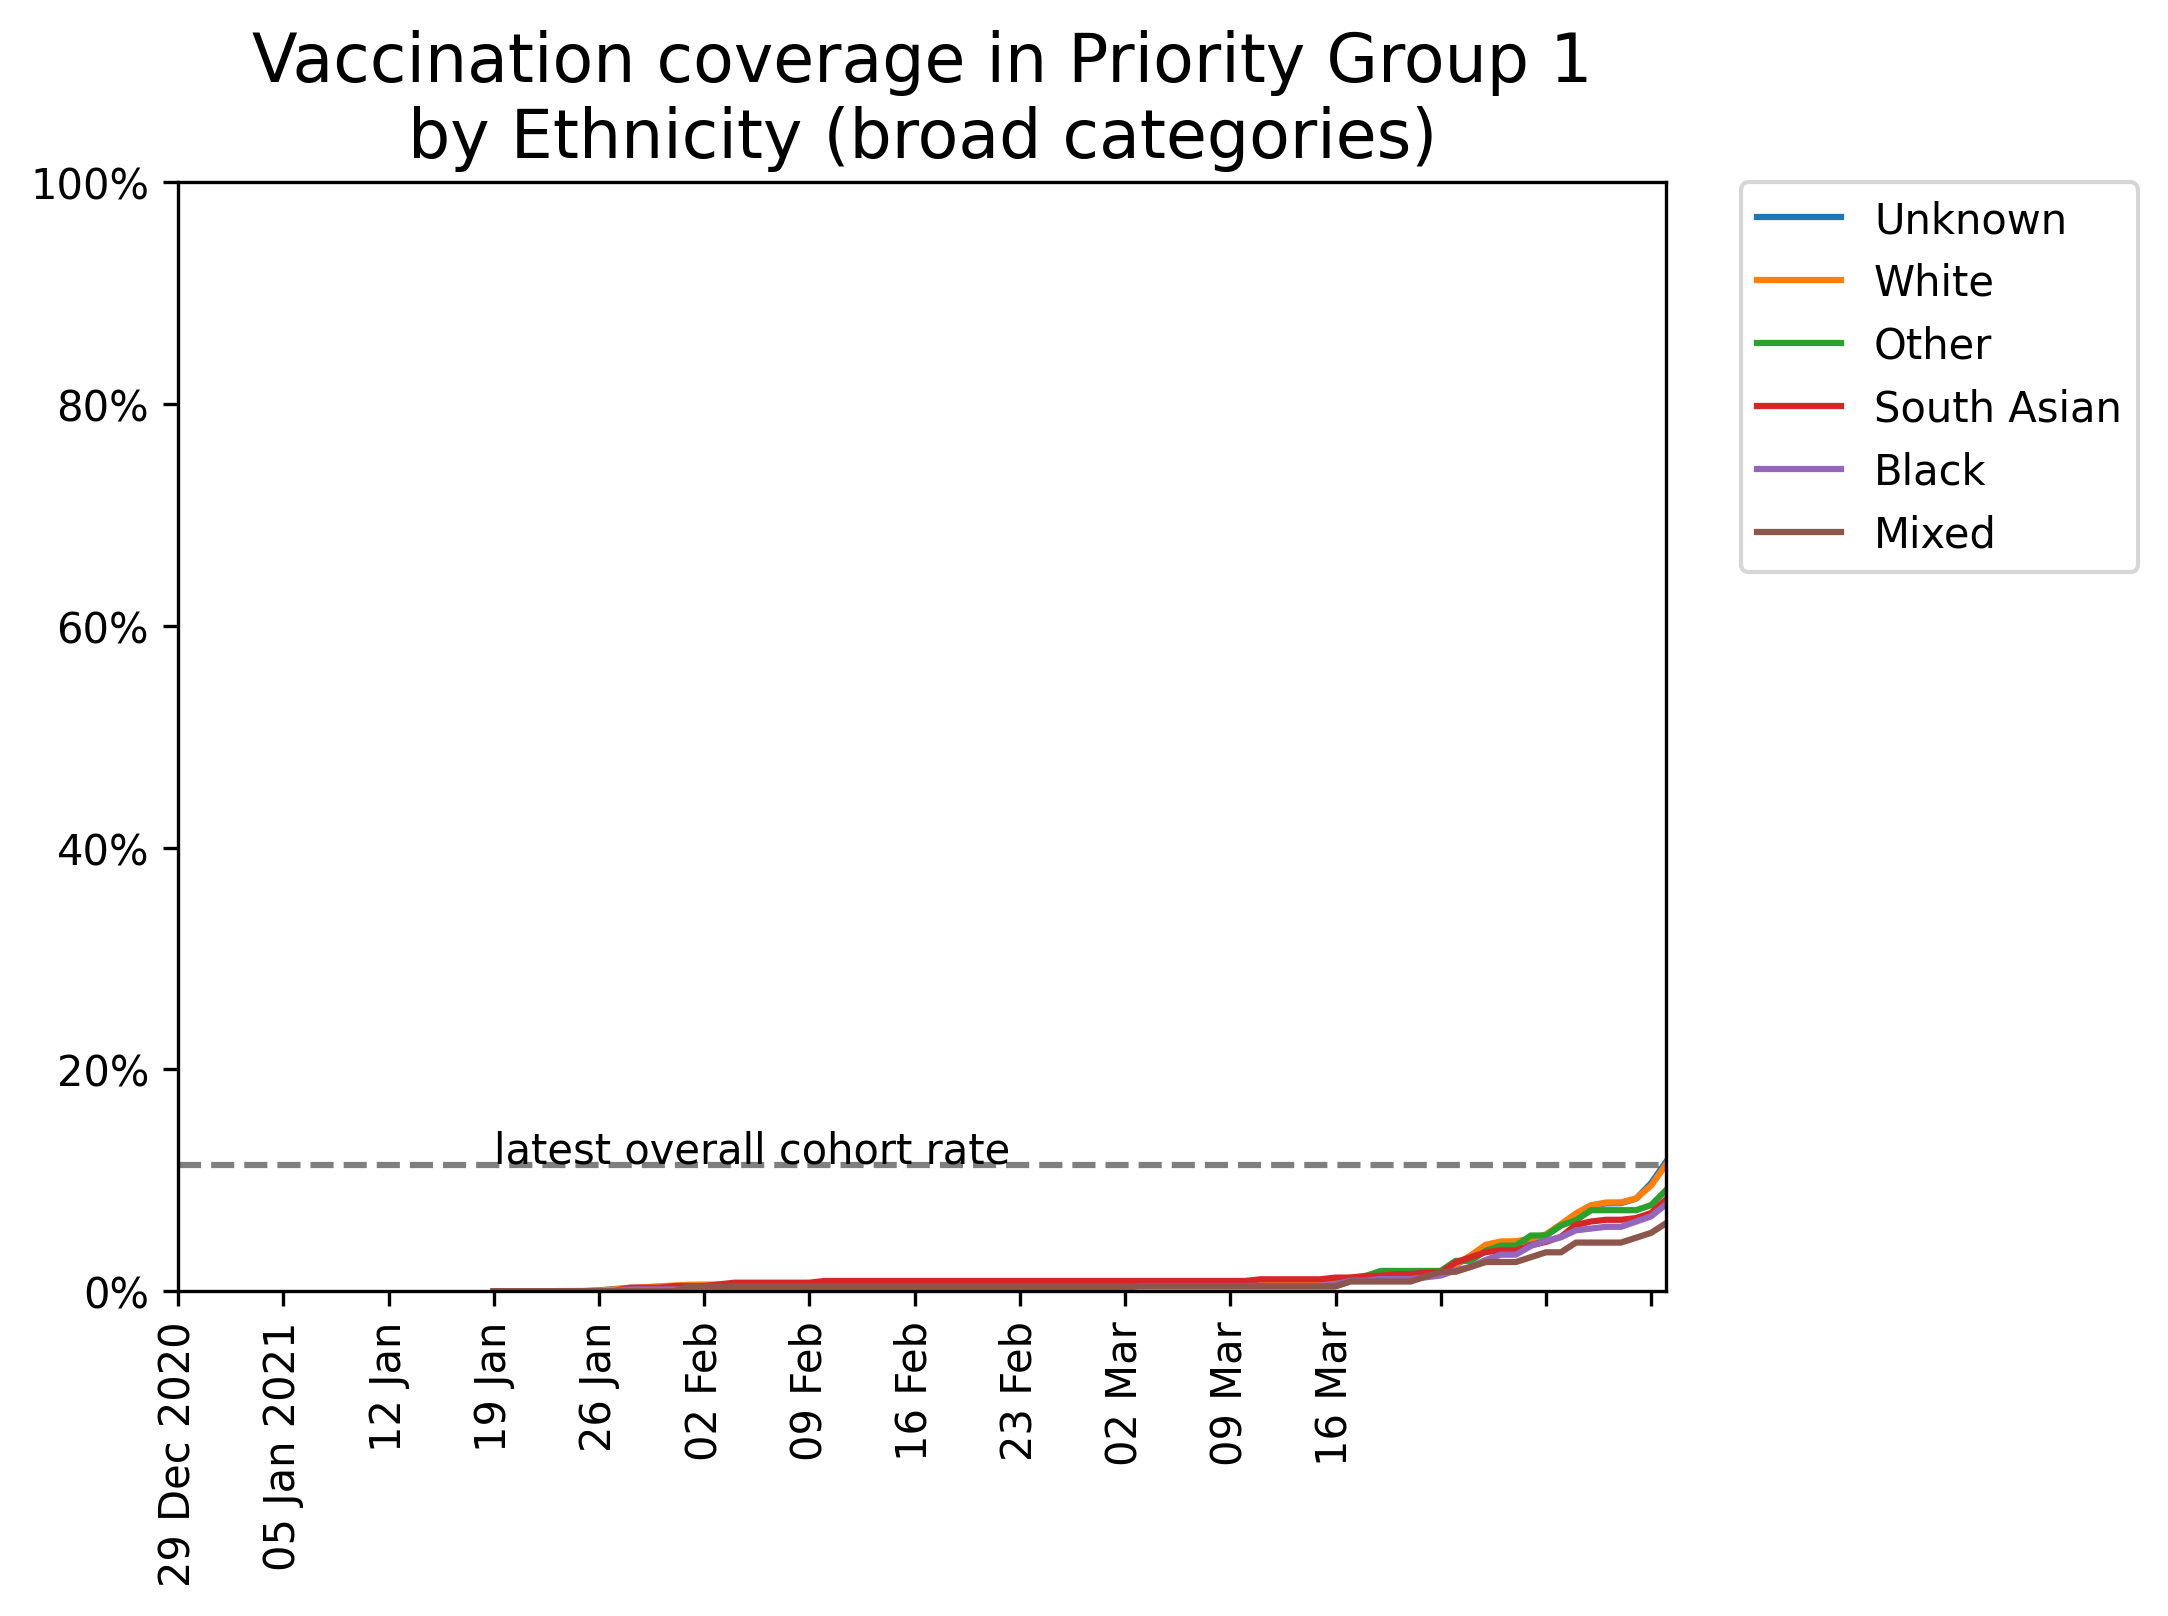 Vaccination coverage in Priority Group 1
by Ethnicity (broad categories)
100%
80%
60%
40%
20%
0%
latest overall cohort rate
29 Dec 2020
05 Jan 2021
12 Jan
19 Jan
26 Jan
02 Feb
09 Feb
16 Feb
23 Feb
02 Mar
09 Mar
16 Mar
Unknown
White
Other
South Asian
Black
Mixed